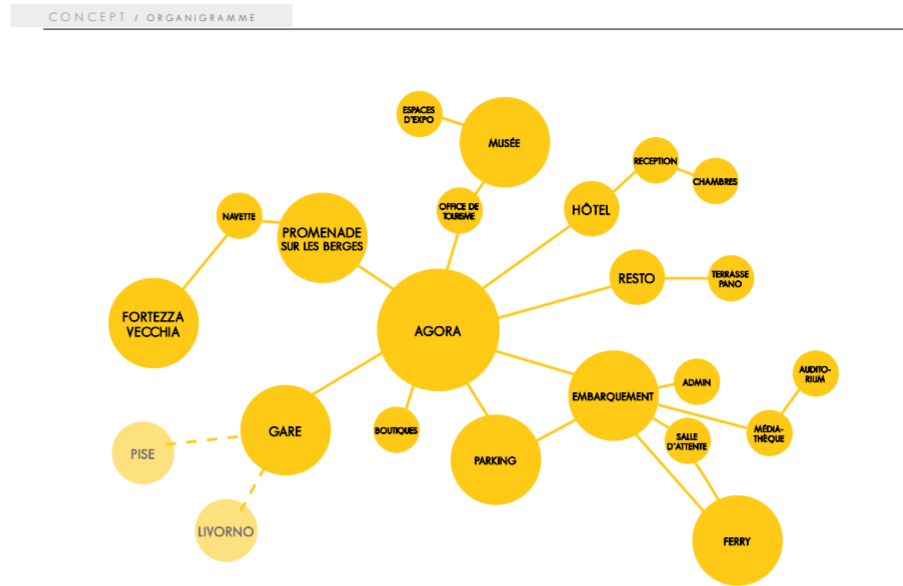 CONCEPT / ORGANIGRAMME
ESPACES
D'EXPO
MUSÉE
RECEPTION
CHAMBRES
OFFICE DE
TOURISME
HÔTEL
NAVETTE
PROMENADE
SUR LES BERGES
RESTO
TERRASSE
PANO
FORTEZZA
VECCHIA
AGORA
AUDITO-
RIUM
ADMIN
EMBARQUEMENT
GARE
BOUTIQUES
MÉDIA-
THÈQUE
SALLE
D'ATTENTE
PISE
PARKING
LIVORNO
FERRY